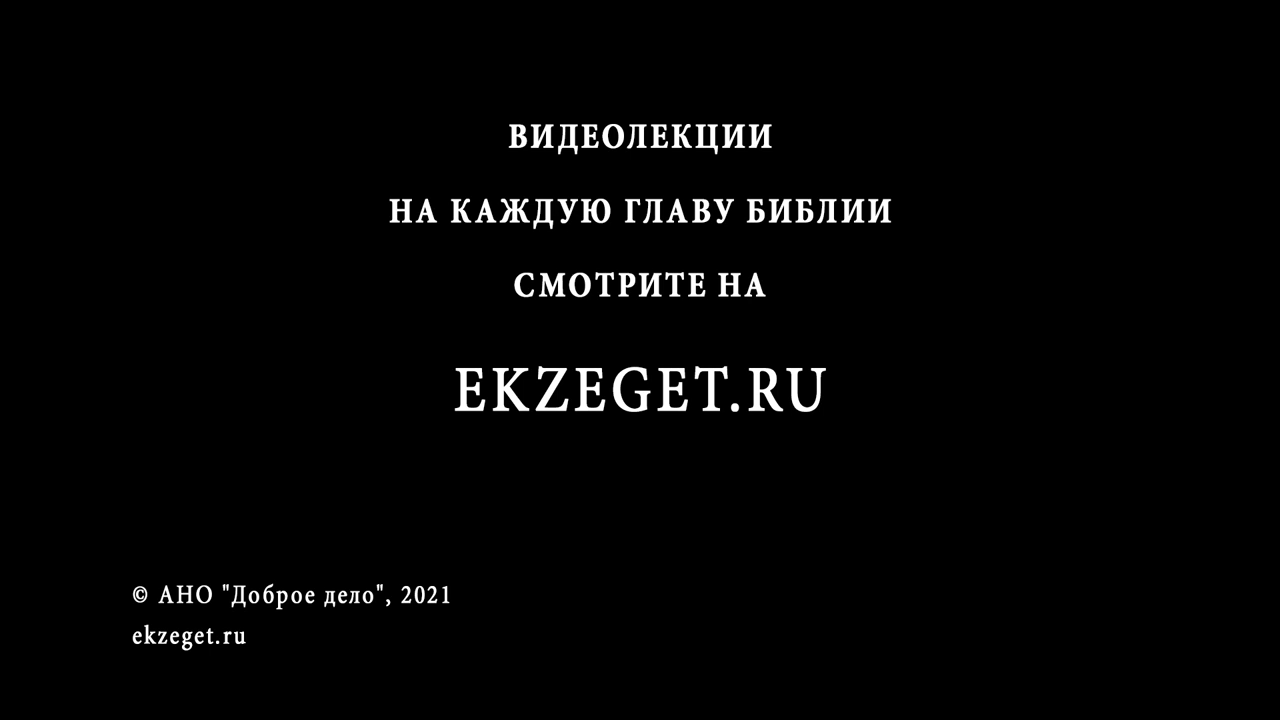 ВИДЕОЛЕКЦИИ
НА КАЖДУЮ ГЛАВУ БИБЛИИ
СМОТРИТЕ НА
EKZEGET.RU
© АНО "Доброе дело", 2021
ekzeget.ru